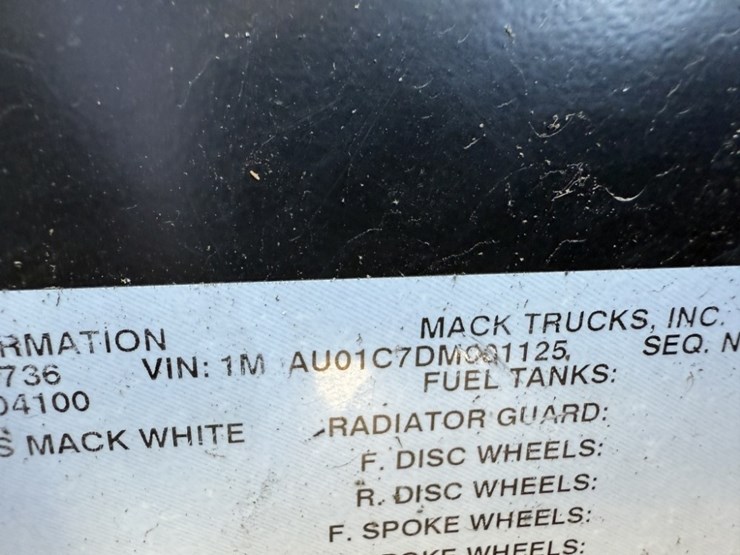 RMATION MACK TRUCKS, INC.
736 VIN: 1M AU01C7DM001125, SEQ. N
04100 FUEL TANKS:
S MACK WHITE RADIATOR GUARD:
F. DISC WHEELS:
R. DISC WHEELS:
F. SPOKE WHEELS:
WHEELS: